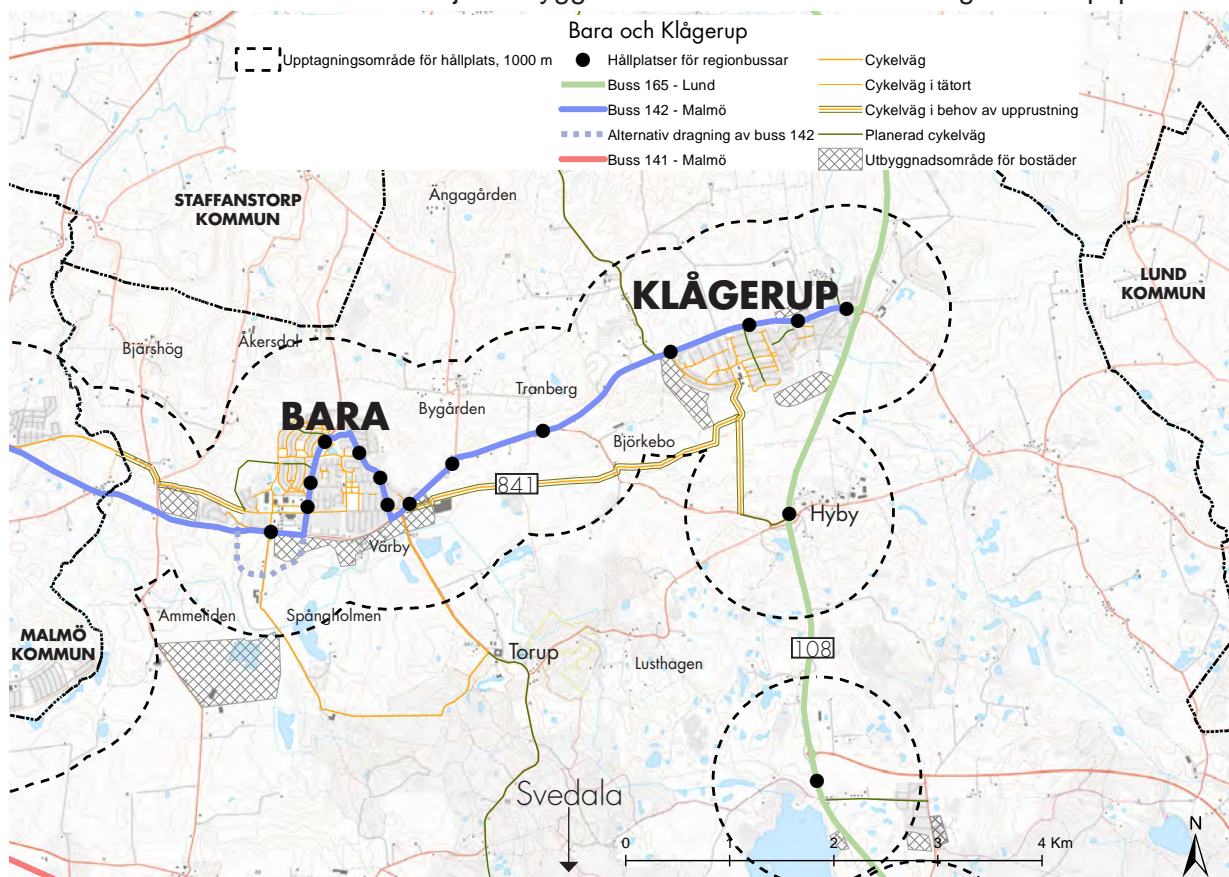 Bara och Klågerup
Upptagningsområde för hållplats, 1000 m
Hållplatser för regionbussar
Buss 165 - Lund
Buss 142 - Malmö
Alternativ dragning av buss 142
Buss 141 - Malmö
Cykelväg
Cykelväg i tätort
Cykelväg i behov av upprustning
Planerad cykelväg
Utbyggnadsområde för bostäder
STAFFANSTORP
KOMMUN
Ängagården
LUND
KOMMUN
KLÅGERUP
Bjärshög
Åkersdal
Tranberg
BARA
Bygården
Björkebo
841
Hyby
Värby
Ammeliden
Spångholmen
MALMÖ
KOMMUN
Torup
Lusthagen
108
Svedala
N
0 1 2 3 4 Km